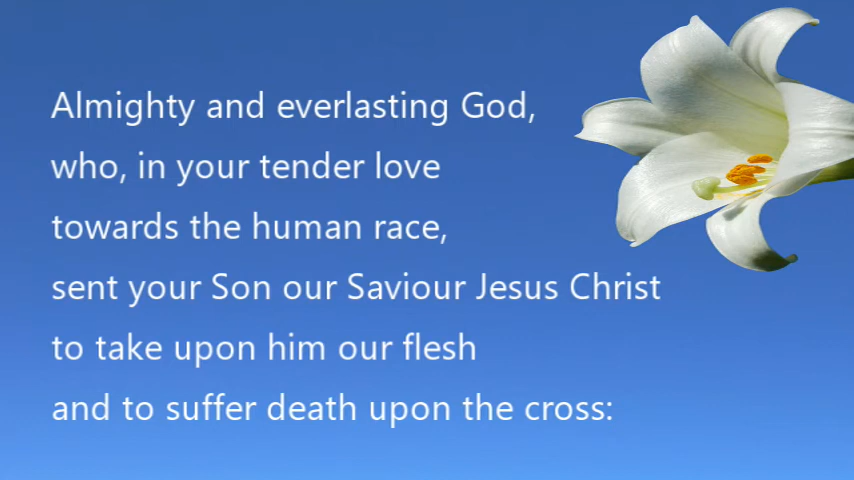 Almighty and everlasting God,
who, in your tender love
towards the human race,
sent your Son our Saviour Jesus Christ
to take upon him our flesh
and to suffer death upon the cross: